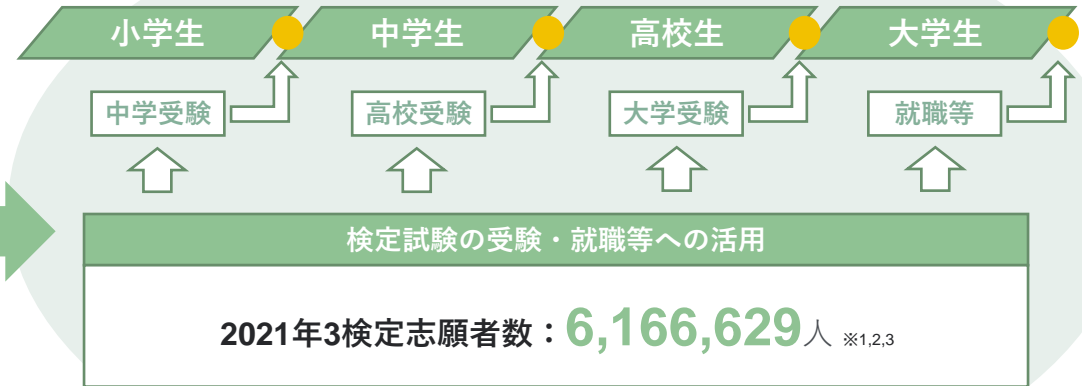 小学生 中学生 高校生 大学生
中学受験 高校受験 大学受験 就職等
検定試験の受験・就職等への活用
2021年3検定志願者数：6,166,629人 ※1,2,3